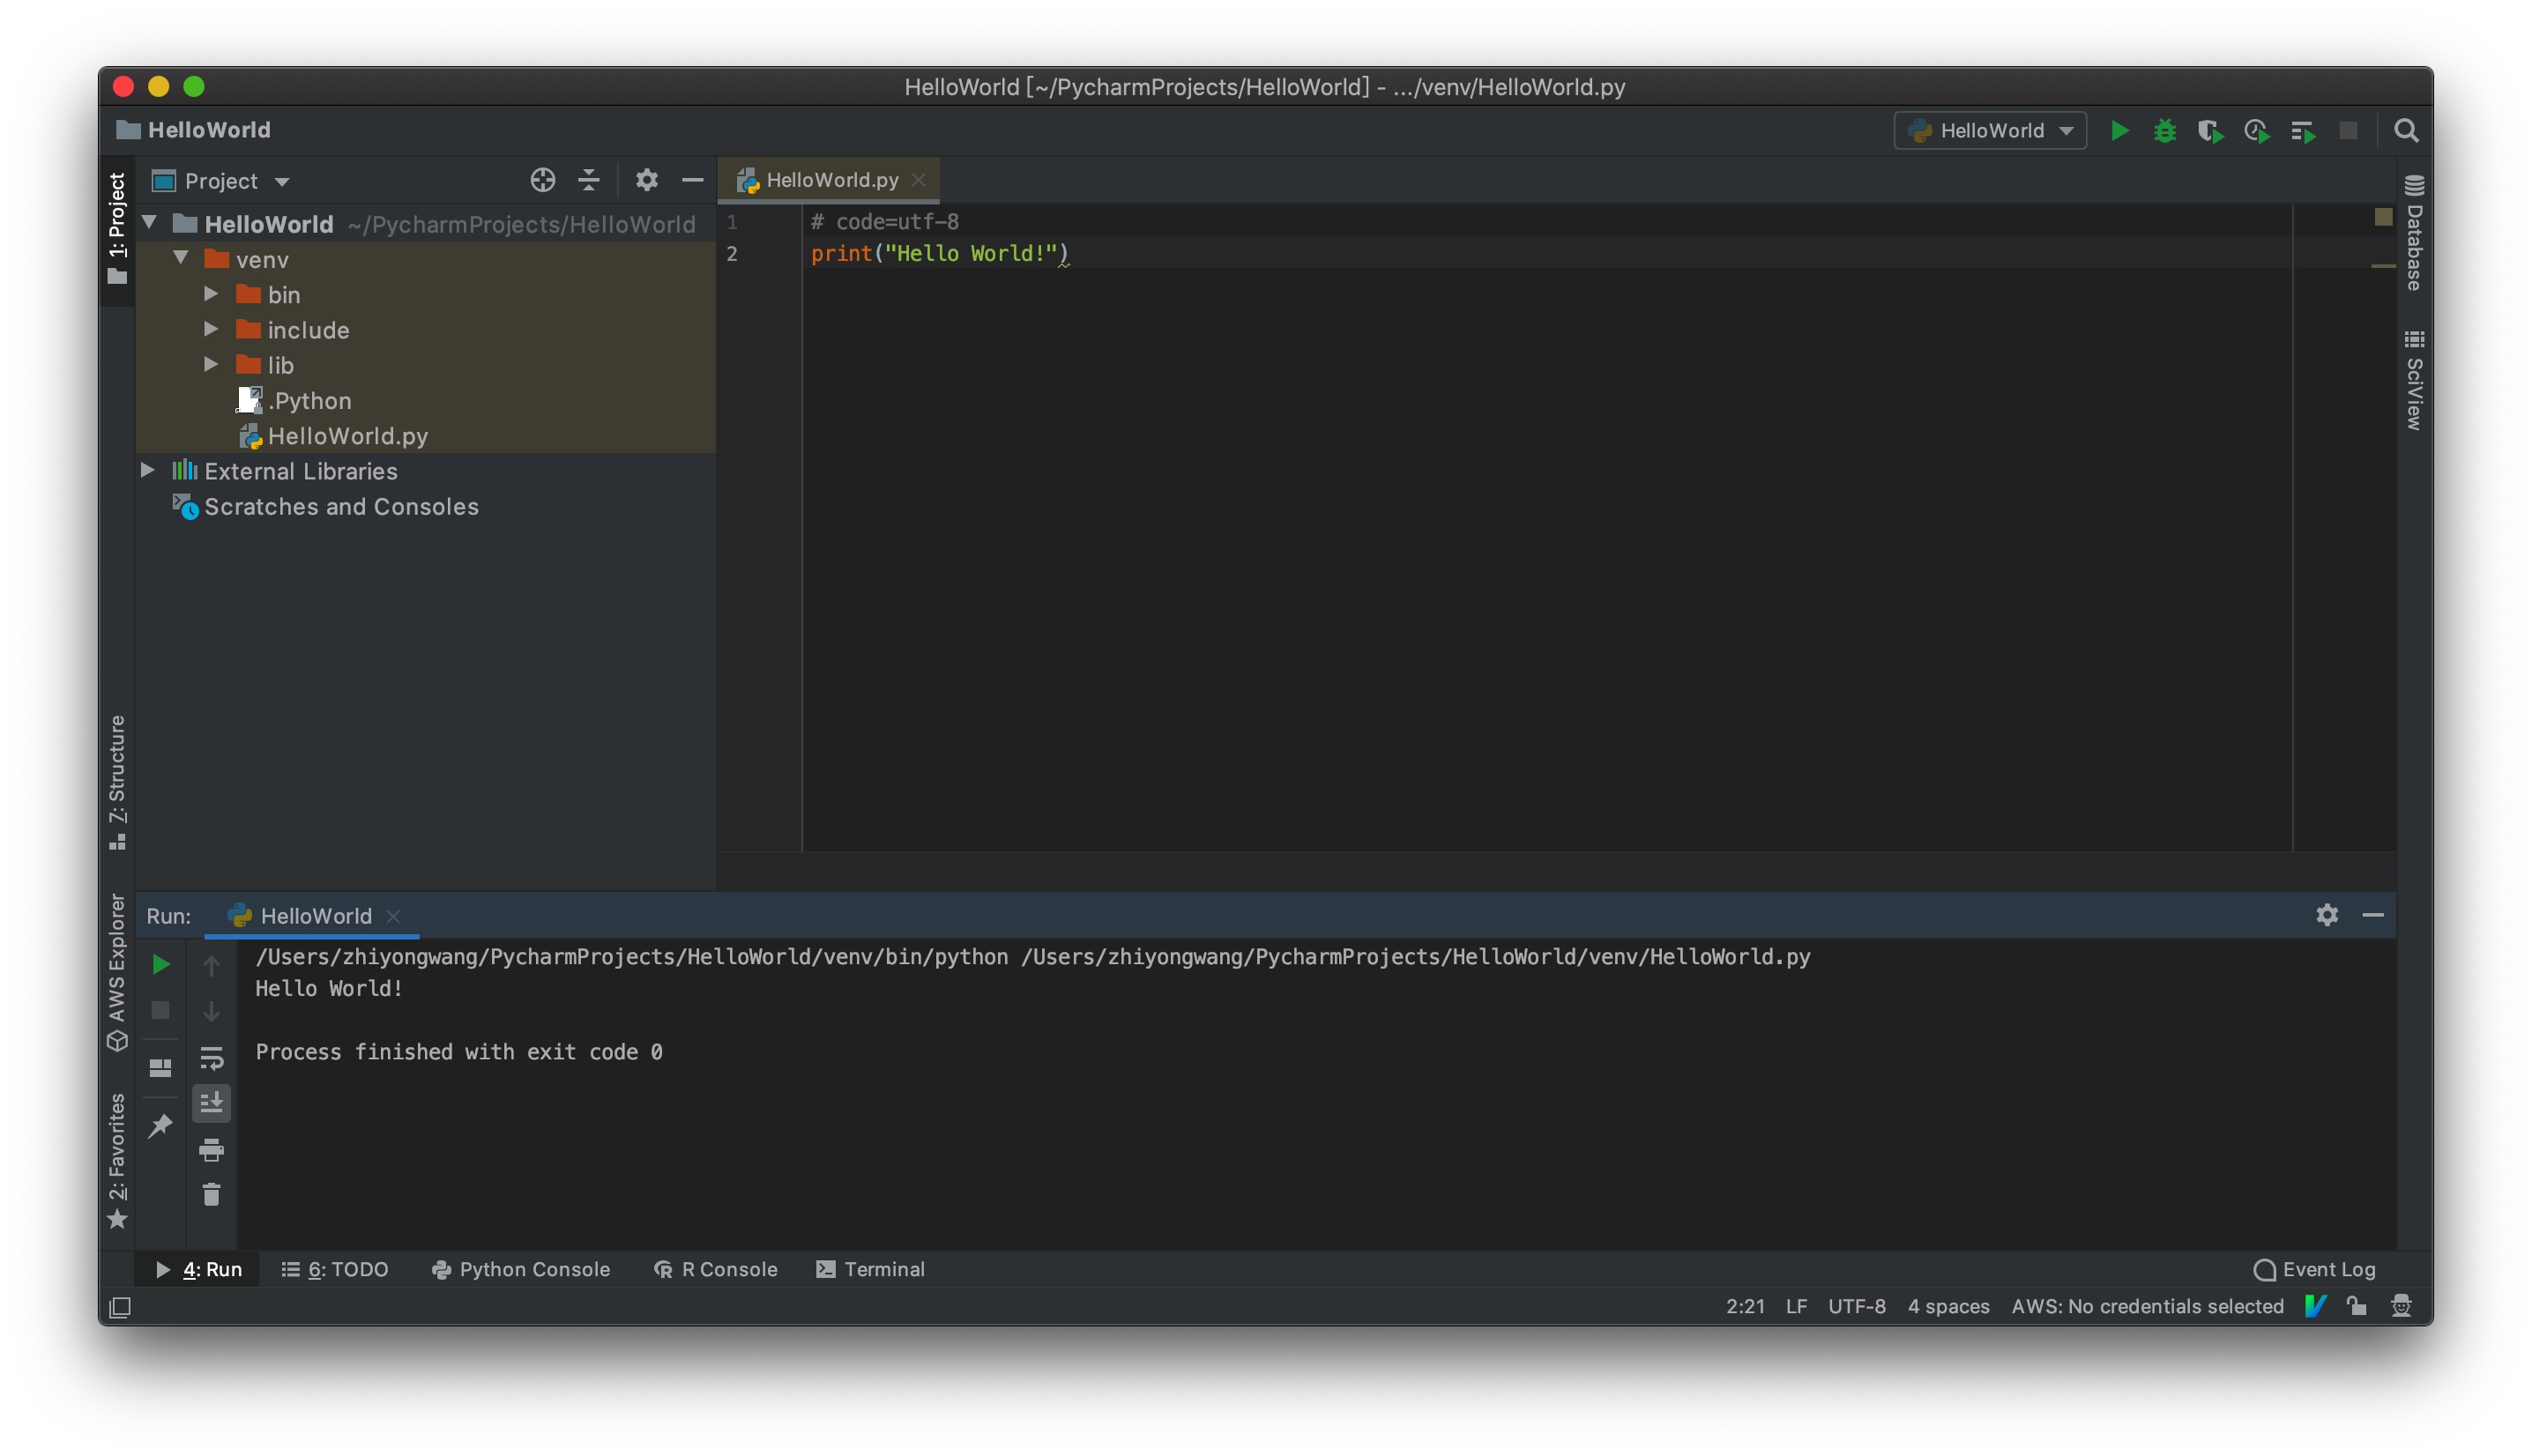 HelloWorld [~/PycharmProjects/HelloWorld] - .../venv/HelloWorld.py
HelloWorld
HelloWorld
1: Project
Project
HelloWorld.py
Database
SciView
HelloWorld ~/PycharmProjects/HelloWorld
venv
bin
include
lib
.Python
HelloWorld.py
External Libraries
Scratches and Consoles
1 # code=utf-8
2 print("Hello World!")
7: Structure
AWS Explorer
2: Favorites
Run: HelloWorld
/Users/zhiyongwang/PycharmProjects/HelloWorld/venv/bin/python /Users/zhiyongwang/PycharmProjects/HelloWorld/venv/HelloWorld.py
Hello World!
Process finished with exit code 0
4: Run 6: TODO Python Console R Console Terminal Event Log
2:21 LF UTF-8 4 spaces AWS: No credentials selected